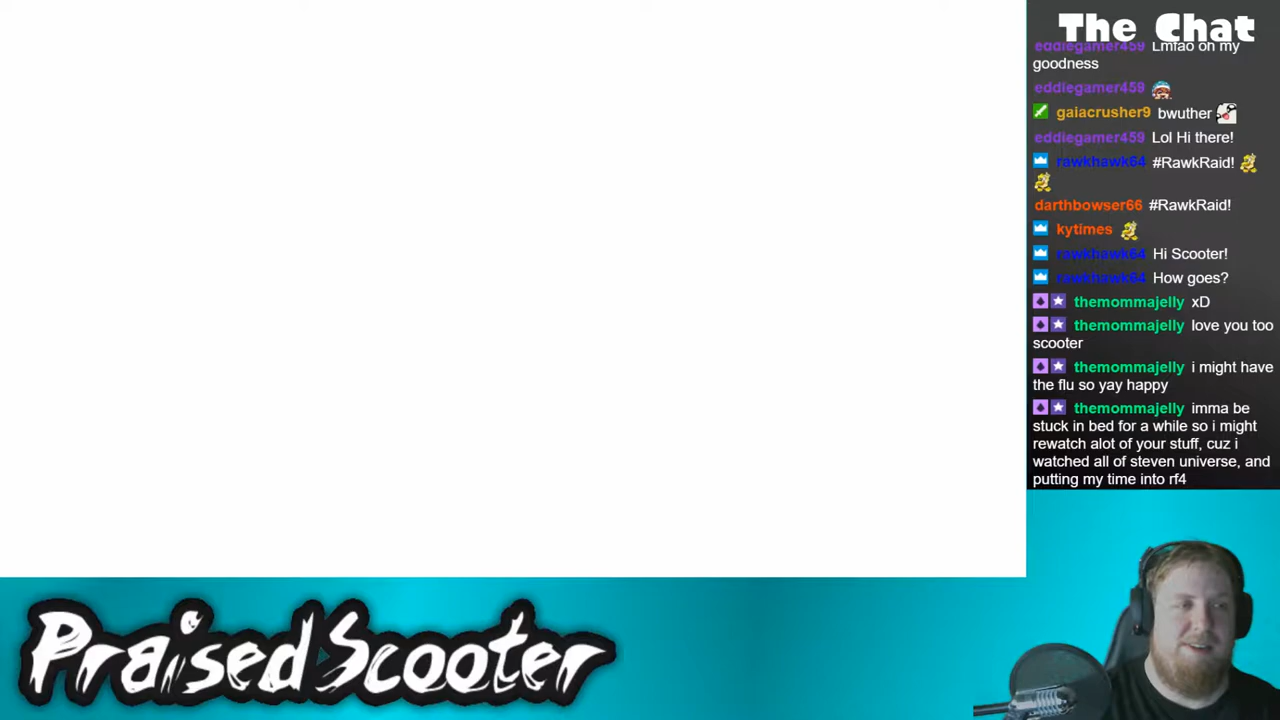 The Chat
eddiegamer459 Lmfao oh my
goodness
eddiegamer459
gaiacrusher9 bwuther
eddiegamer459 Lol Hi there!
rawkhawk64 #RawkRaid!
darthbowser66 #RawkRaid!
kytimes
rawkhawk64 Hi Scooter!
rawkhawk64 How goes?
themommajelly xD
themommajelly love you too
scooter
themommajelly i might have
the flu so yay happy
themommajelly imma be
stuck in bed for a while so i might
rewatch alot of your stuff, cuz i
watched all of steven universe, and
putting my time into rf4
PraisedScooter